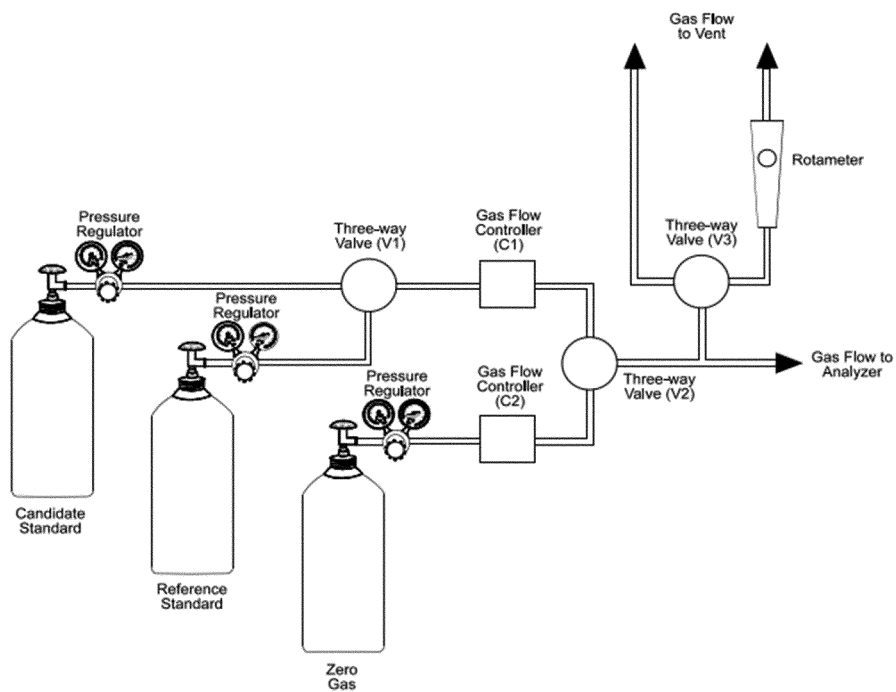 Gas Flow
to Vent
Rotameter
Pressure
Regulator
Three-way
Valve (V1)
Gas Flow
Controller
(C1)
Three-way
Valve (V3)
Pressure
Regulator
Gas Flow to
Analyzer
Pressure
Regulator
Gas Flow
Controller
(C2)
Three-way
Valve (V2)
Candidate
Standard
Reference
Standard
Zero
Gas